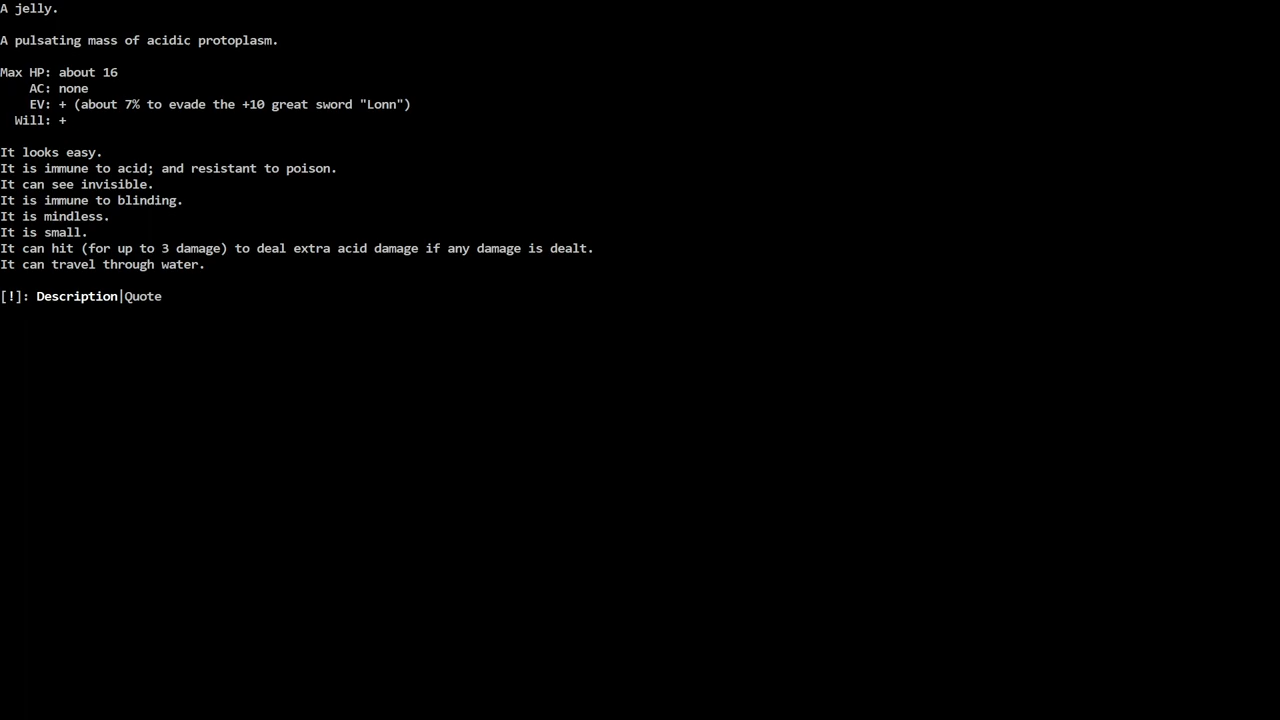 A jelly.
A pulsating mass of acidic protoplasm.
Max HP: about 16
AC: none
EV: + (about 7% to evade the +10 great sword "Lonn")
Will: +
It looks easy.
It is immune to acid; and resistant to poison.
It can see invisible.
It is immune to blinding.
It is mindless.
It is small.
It can hit (for up to 3 damage) to deal extra acid damage if any damage is dealt.
It can travel through water.
[!]: Description|Quote